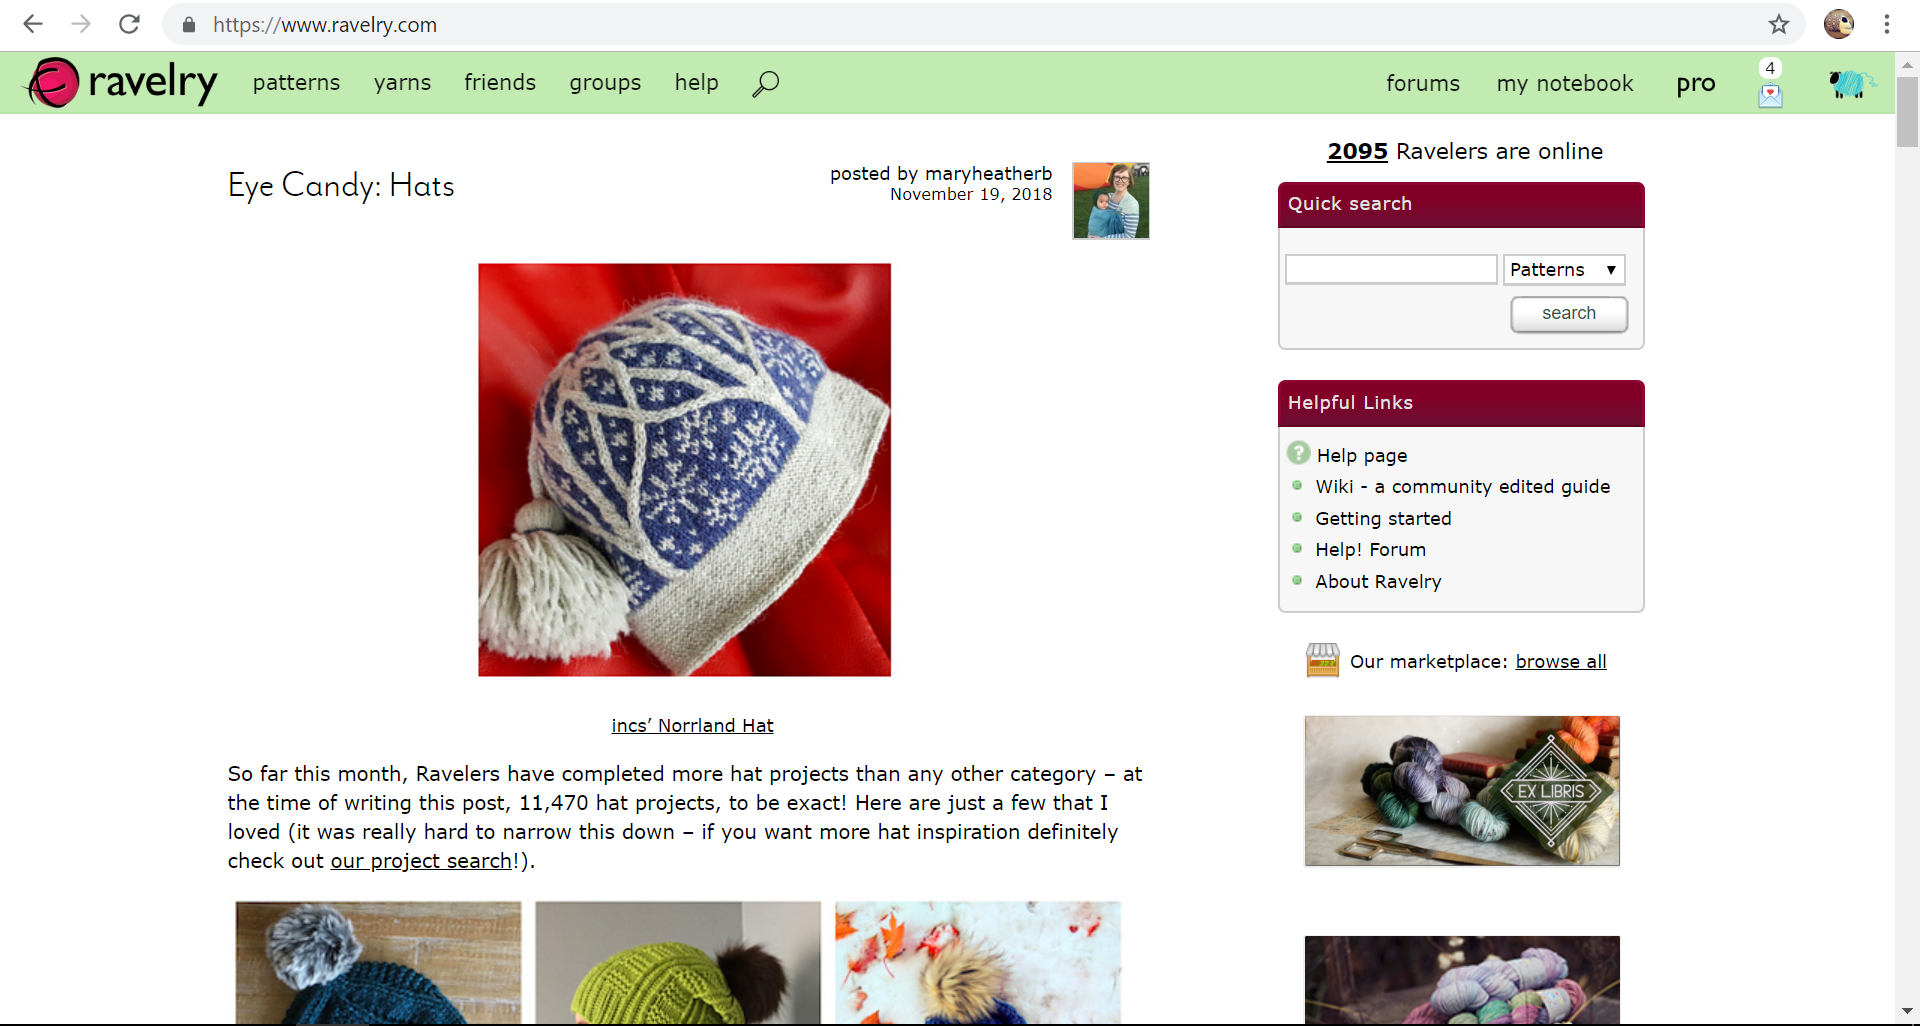 https://www.ravelry.com
ravelry patterns yarns friends groups help forums my notebook pro 4
Eye Candy: Hats
posted by maryheatherb
November 19, 2018
incs’ Norrland Hat
So far this month, Ravelers have completed more hat projects than any other category – at
the time of writing this post, 11,470 hat projects, to be exact! Here are just a few that I
loved (it was really hard to narrow this down – if you want more hat inspiration definitely
check out our project search!).
2095 Ravelers are online
Quick search
Patterns
search
Helpful Links
? Help page
Wiki - a community edited guide
Getting started
Help! Forum
About Ravelry
Our marketplace: browse all
EX LIBRIS